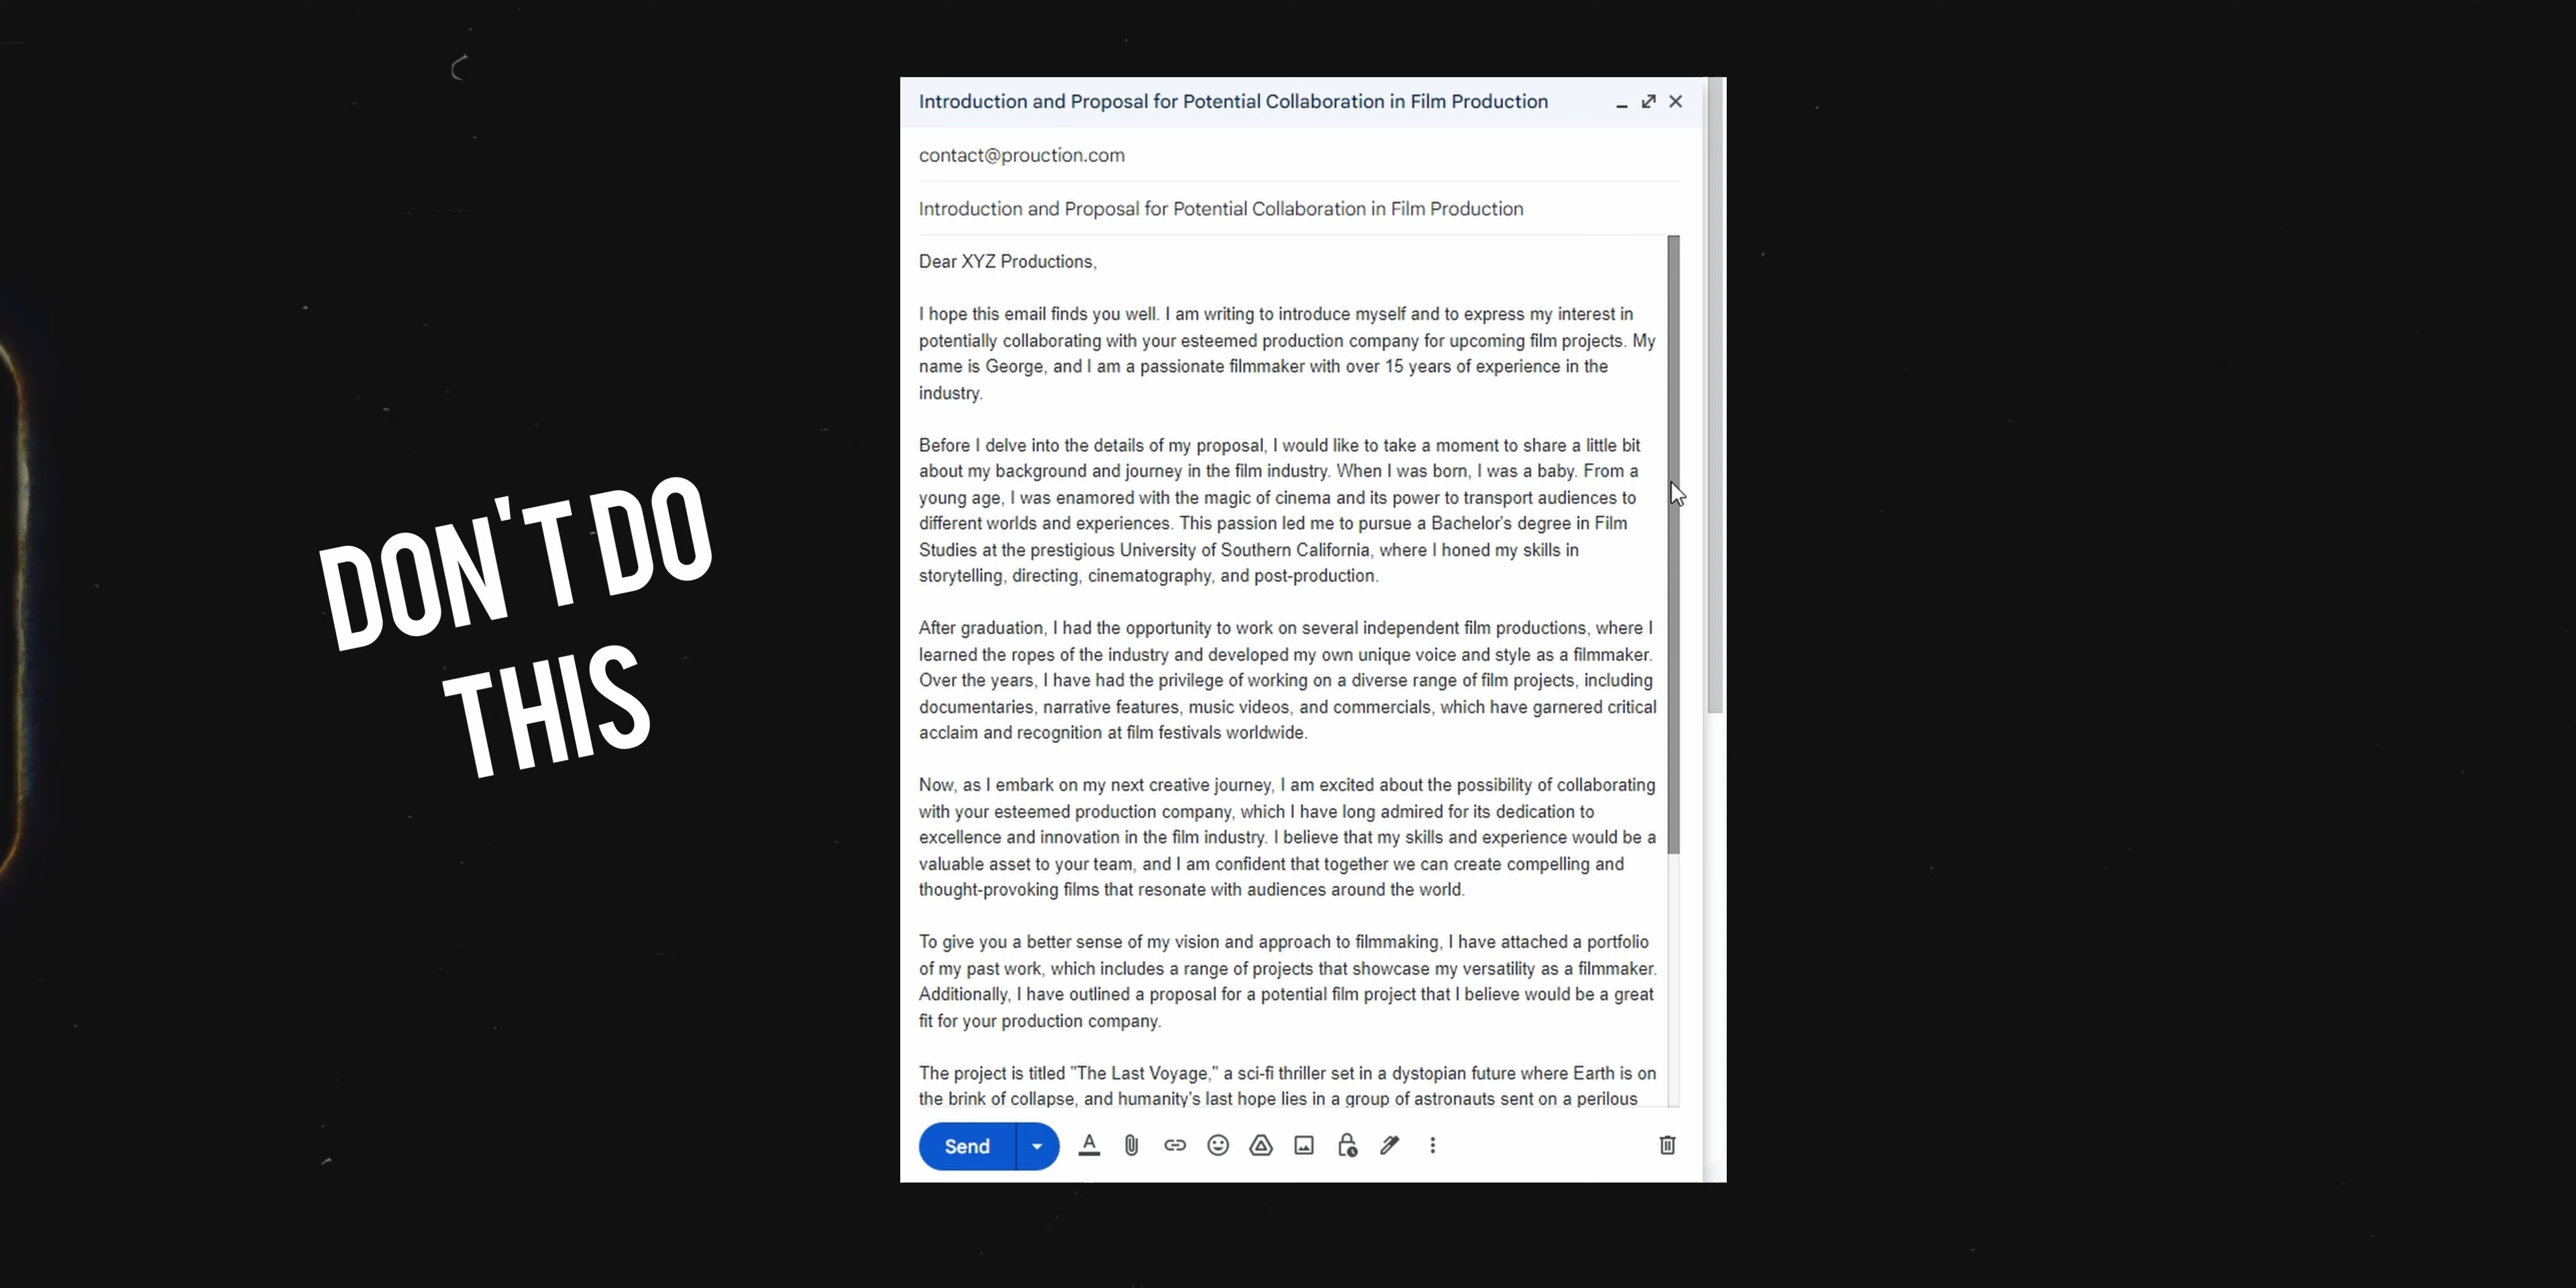 DON'T DO
THIS
Introduction and Proposal for Potential Collaboration in Film Production
contact@prouction.com
Introduction and Proposal for Potential Collaboration in Film Production
Dear XYZ Productions,
I hope this email finds you well. I am writing to introduce myself and to express my interest in
potentially collaborating with your esteemed production company for upcoming film projects. My
name is George, and I am a passionate filmmaker with over 15 years of experience in the
industry.
Before I delve into the details of my proposal, I would like to take a moment to share a little bit
about my background and journey in the film industry. When I was born, I was a baby. From a
young age, I was enamored with the magic of cinema and its power to transport audiences to
different worlds and experiences. This passion led me to pursue a Bachelor's degree in Film
Studies at the prestigious University of Southern California, where I honed my skills in
storytelling, directing, cinematography, and post-production.
After graduation, I had the opportunity to work on several independent film productions, where I
learned the ropes of the industry and developed my own unique voice and style as a filmmaker.
Over the years, I have had the privilege of working on a diverse range of film projects, including
documentaries, narrative features, music videos, and commercials, which have garnered critical
acclaim and recognition at film festivals worldwide.
Now, as I embark on my next creative journey, I am excited about the possibility of collaborating
with your esteemed production company, which I have long admired for its dedication to
excellence and innovation in the film industry. I believe that my skills and experience would be a
valuable asset to your team, and I am confident that together we can create compelling and
thought-provoking films that resonate with audiences around the world.
To give you a better sense of my vision and approach to filmmaking, I have attached a portfolio
of my past work, which includes a range of projects that showcase my versatility as a filmmaker.
Additionally, I have outlined a proposal for a potential film project that I believe would be a great
fit for your production company.
The project is titled "The Last Voyage," a sci-fi thriller set in a dystopian future where Earth is on
the brink of collapse, and humanity's last hope lies in a group of astronauts sent on a perilous
Send